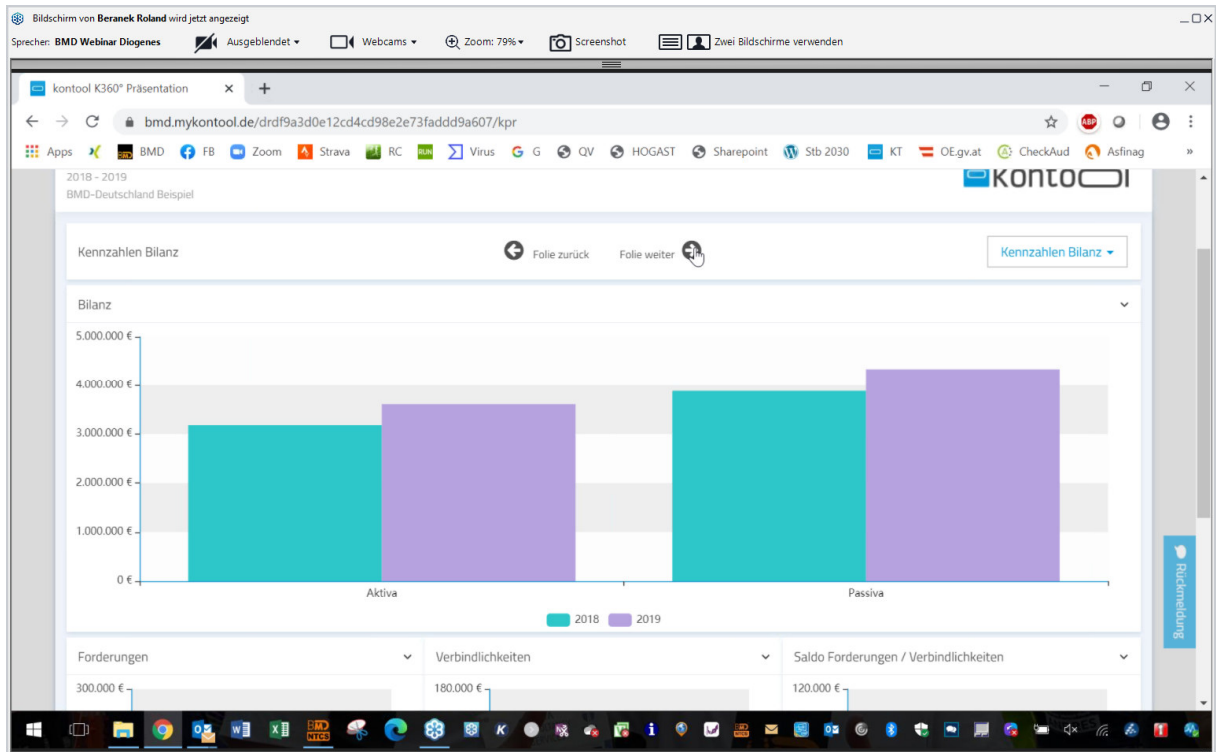 Bildschirm von Beranek Roland wird jetzt angezeigt
Sprecher: BMD Webinar Diogenes Ausgeblendet Webcams Zoom: 79% Screenshot Zwei Bildschirme verwenden
kontool K360° Präsentation
bmd.mykontool.de/drdf9a3d0e12cd4cd98e2e73faddd9a607/kpr
ABP
Apps BMD FB Zoom Strava RC RUN Virus G QV HOGAST Sharepoint Stb 2030 KT OE.gv.at CheckAud Asfinag »
2018 - 2019
BMD-Deutschland Beispiel
kontool
Kennzahlen Bilanz Folie zurück Folie weiter Kennzahlen Bilanz
Bilanz
5.000.000 €
4.000.000 €
3.000.000 €
2.000.000 €
1.000.000 €
0 €
Aktiva Passiva
2018 2019
Rückmeldung
Forderungen Verbindlichkeiten Saldo Forderungen / Verbindlichkeiten
300.000 € 180.000 € 120.000 €
BMD
NTCS